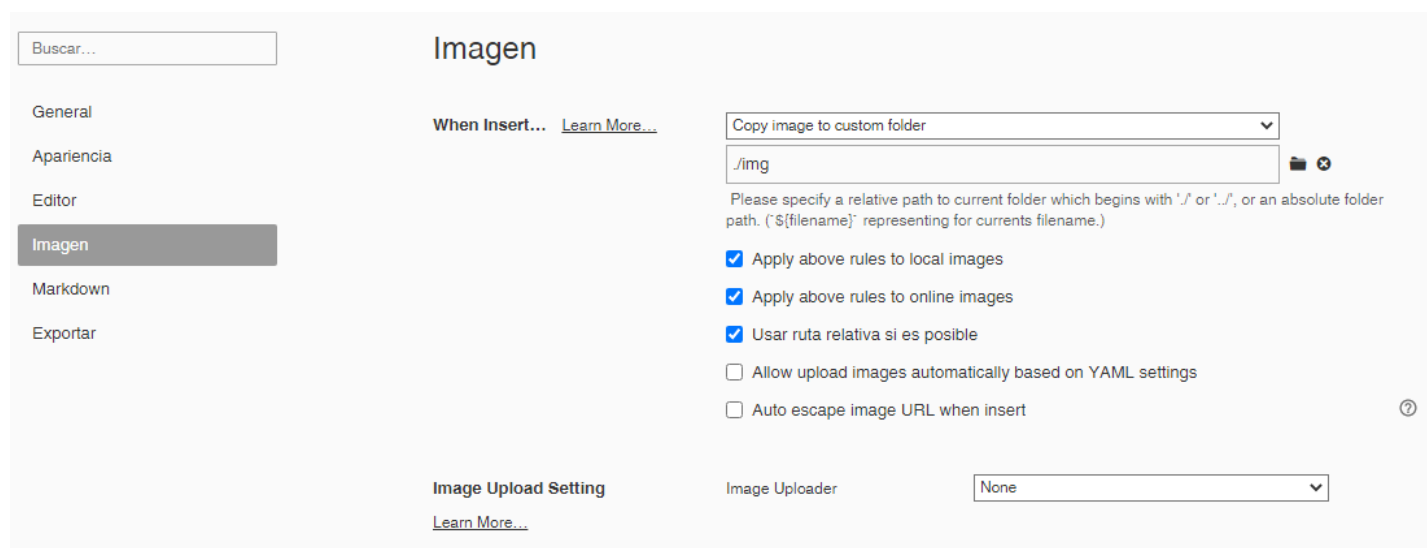 Buscar...
Imagen
General
Apariencia
Editor
Imagen
Markdown
Exportar
When Insert... Learn More...
Copy image to custom folder
./img
Please specify a relative path to current folder which begins with './' or '../', or an absolute folder
path. (`${filename}` representing for currents filename.)
Apply above rules to local images
Apply above rules to online images
Usar ruta relativa si es posible
Allow upload images automatically based on YAML settings
Auto escape image URL when insert
Image Upload Setting
Image Uploader
None
Learn More...